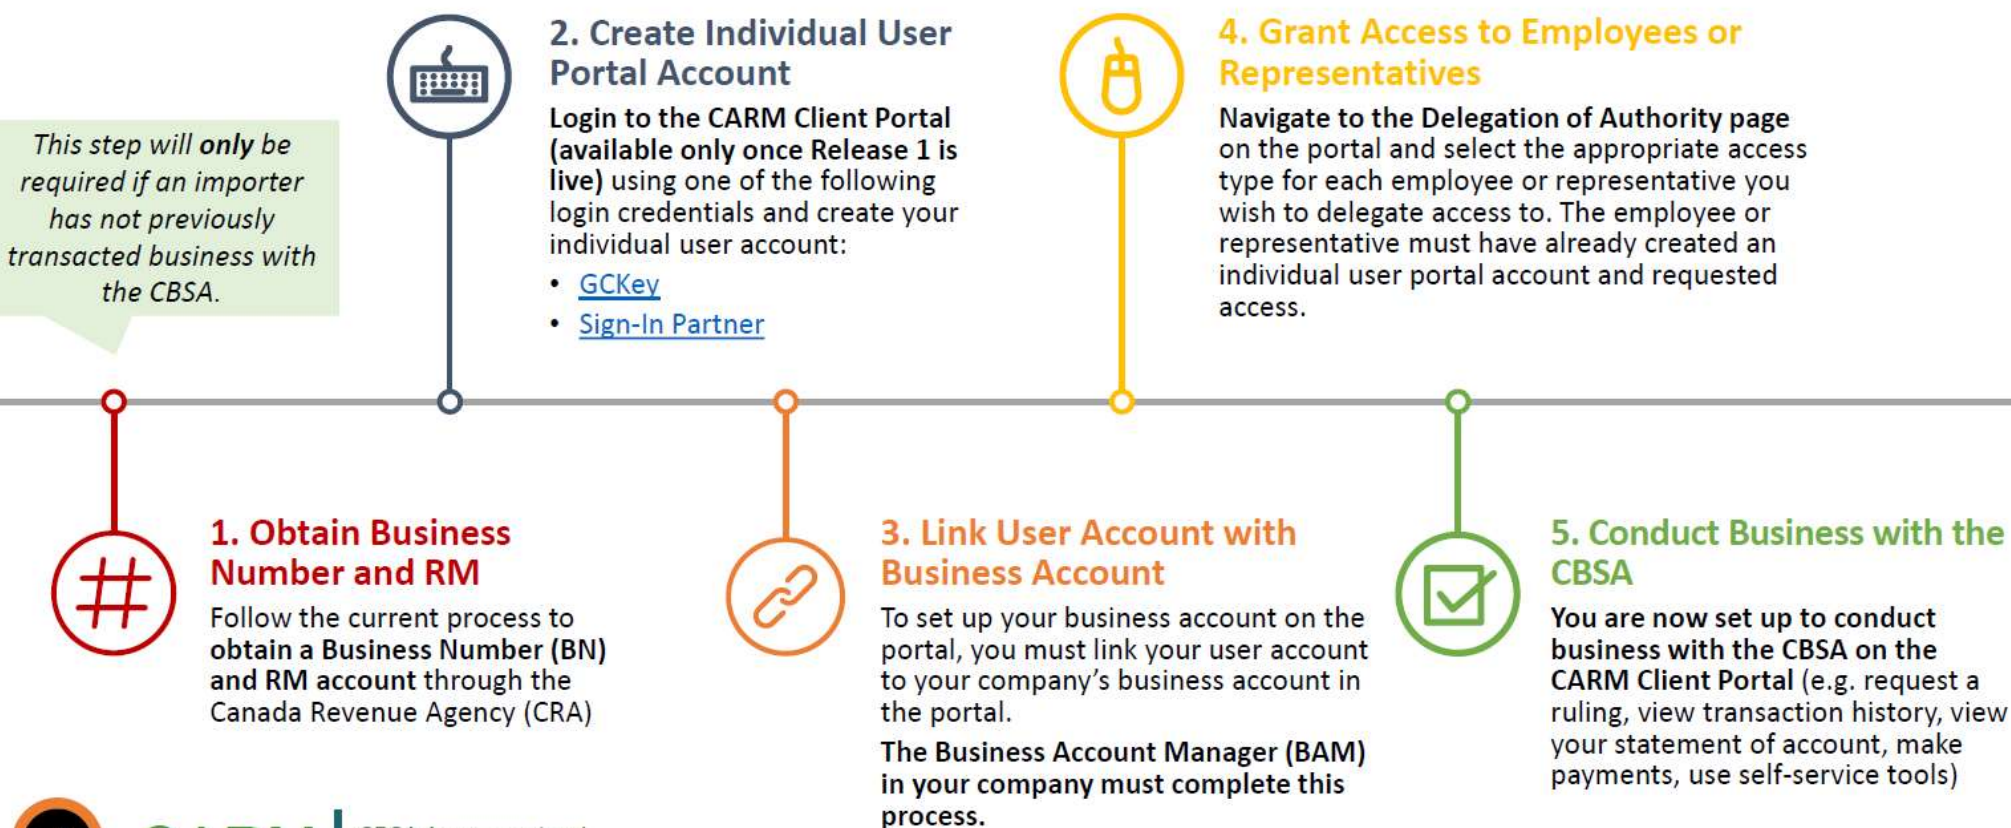 This step will only be
required if an importer
has not previously
transacted business with
the CBSA.
1. Obtain Business
Number and RM
Follow the current process to
obtain a Business Number (BN)
and RM account through the
Canada Revenue Agency (CRA)
2. Create Individual User
Portal Account
Login to the CARM Client Portal
(available only once Release 1 is
live) using one of the following
login credentials and create your
individual user account:
• GCKey
• Sign-In Partner
3. Link User Account with
Business Account
To set up your business account on the
portal, you must link your user account
to your company's business account in
the portal.
The Business Account Manager (BAM)
in your company must complete this
process.
4. Grant Access to Employees or
Representatives
Navigate to the Delegation of Authority page
on the portal and select the appropriate access
type for each employee or representative you
wish to delegate access to. The employee or
representative must have already created an
individual user portal account and requested
access.
5. Conduct Business with the
CBSA
You are now set up to conduct
business with the CBSA on the
CARM Client Portal (e.g. request a
ruling, view transaction history, view
your statement of account, make
payments, use self-service tools)